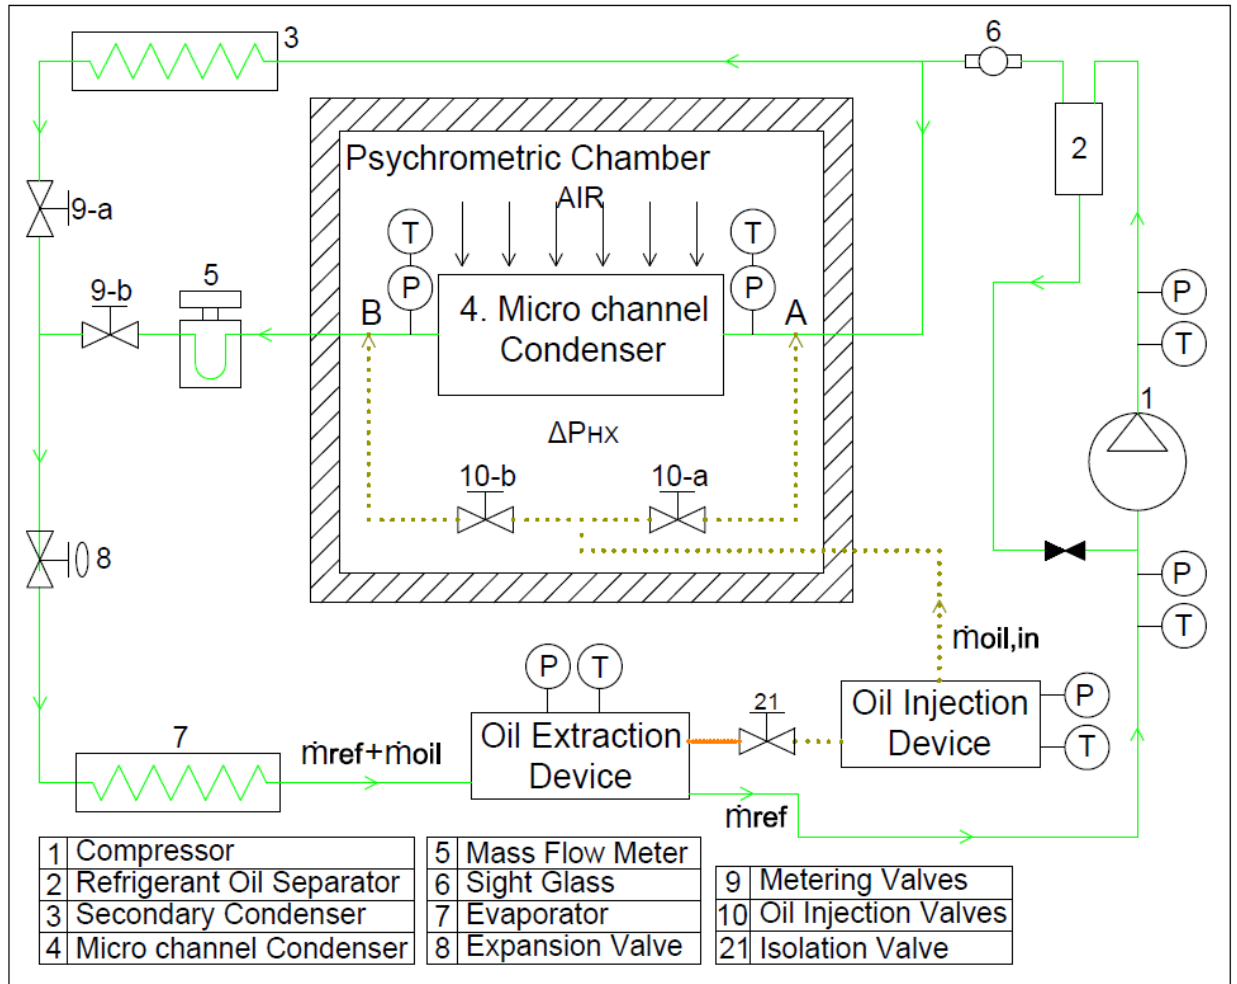 3
6
2
Psychrometric Chamber
AIR
9-a
T
T
P
P
9-b
5
B
4. Micro channel
Condenser
A
P
T
1
ΔPHX
10-b
10-a
8
P
T
ṁoil,in
P
T
21
Oil Injection
Device
P
T
7
ṁref+ṁoil
Oil Extraction
Device
ṁref
1 Compressor
2 Refrigerant Oil Separator
3 Secondary Condenser
4 Micro channel Condenser
5 Mass Flow Meter
6 Sight Glass
7 Evaporator
8 Expansion Valve
9 Metering Valves
10 Oil Injection Valves
21 Isolation Valve